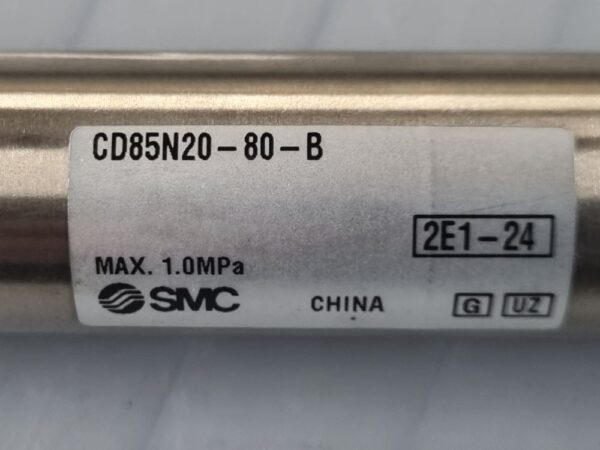 CD85N20-80-B
2E1-24
MAX. 1.0MPa
SMC CHINA G UZ